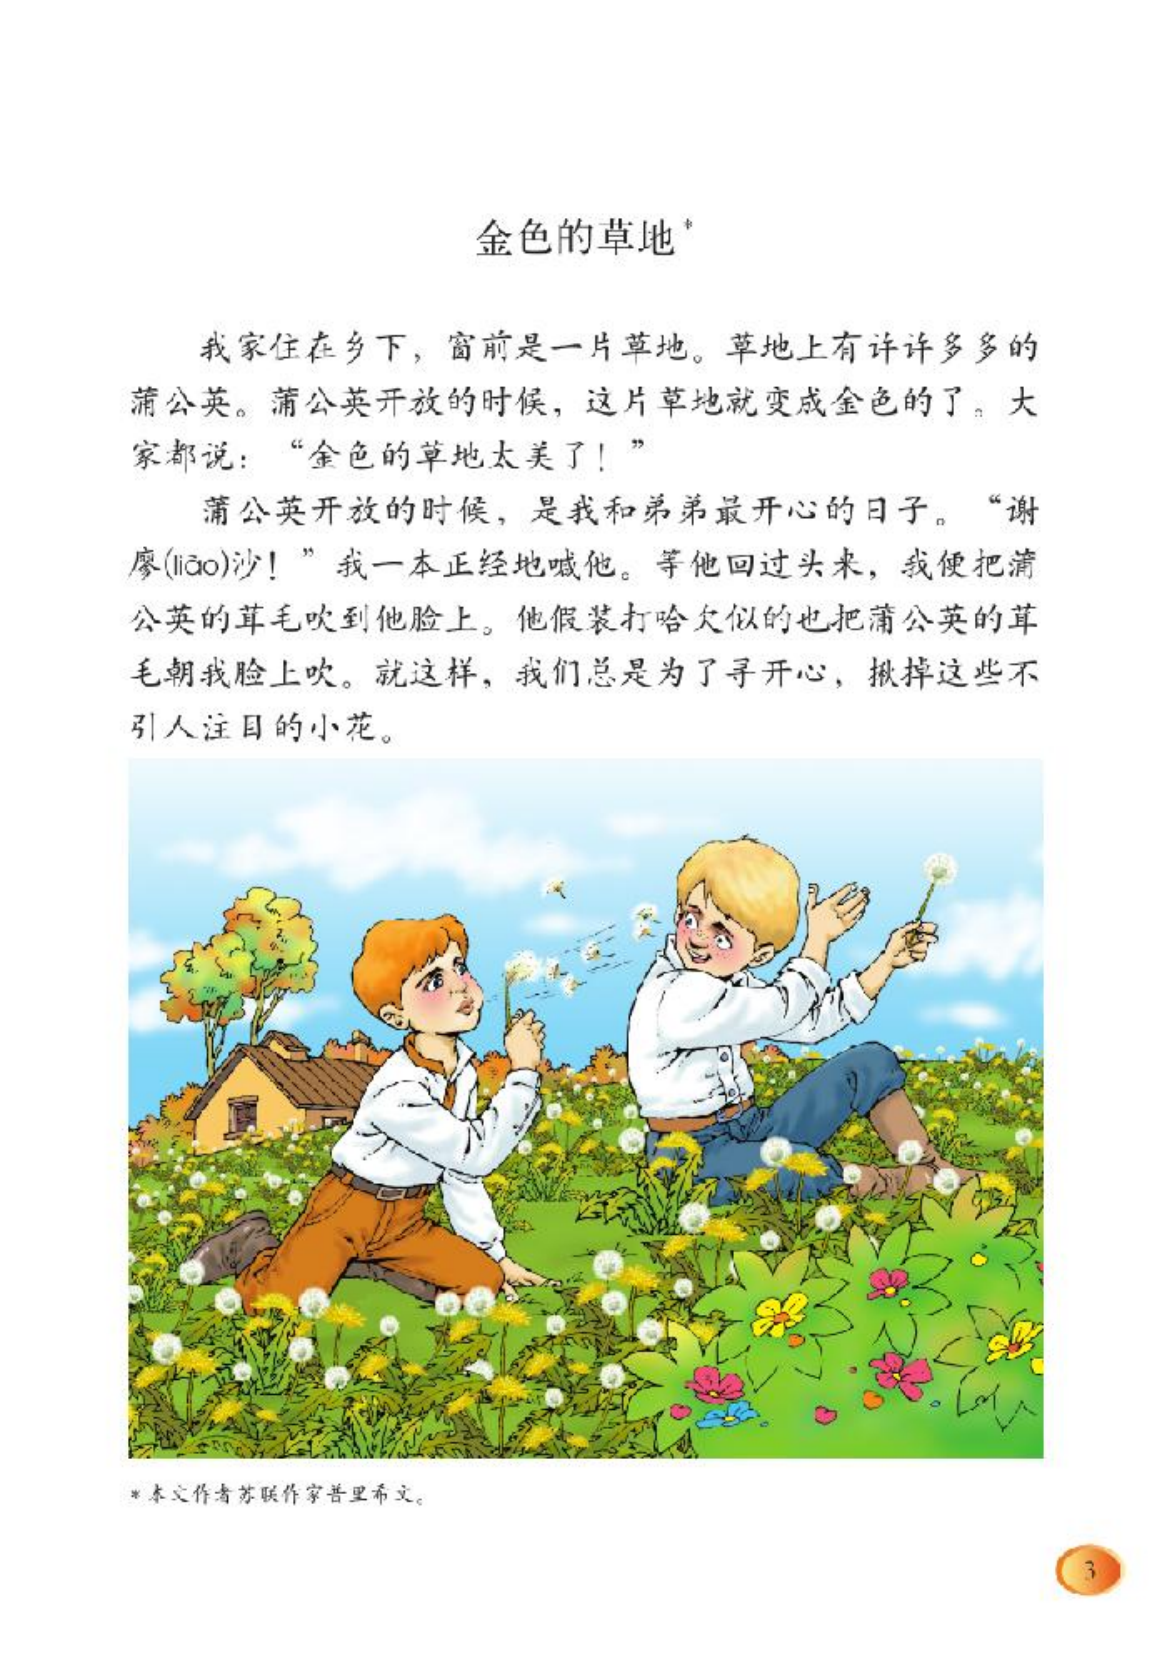 金色的草地*
我家住在乡下，窗前是一片草地。草地上有许许多多的
蒲公英。蒲公英开放的时候，这片草地就变成金色的了。大
家都说：“金色的草地太美了！”
蒲公英开放的时候，是我和弟弟最开心的日子。“谢
廖(liāo)沙！”我一本正经地喊他。等他回过头来，我便把蒲
公英的茸毛吹到他脸上。他假装打哈欠似的也把蒲公英的茸
毛朝我脸上吹。就这样，我们总是为了寻开心，揪掉这些不
引人注目的小花。
*本文作者苏联作家普里希文。
3